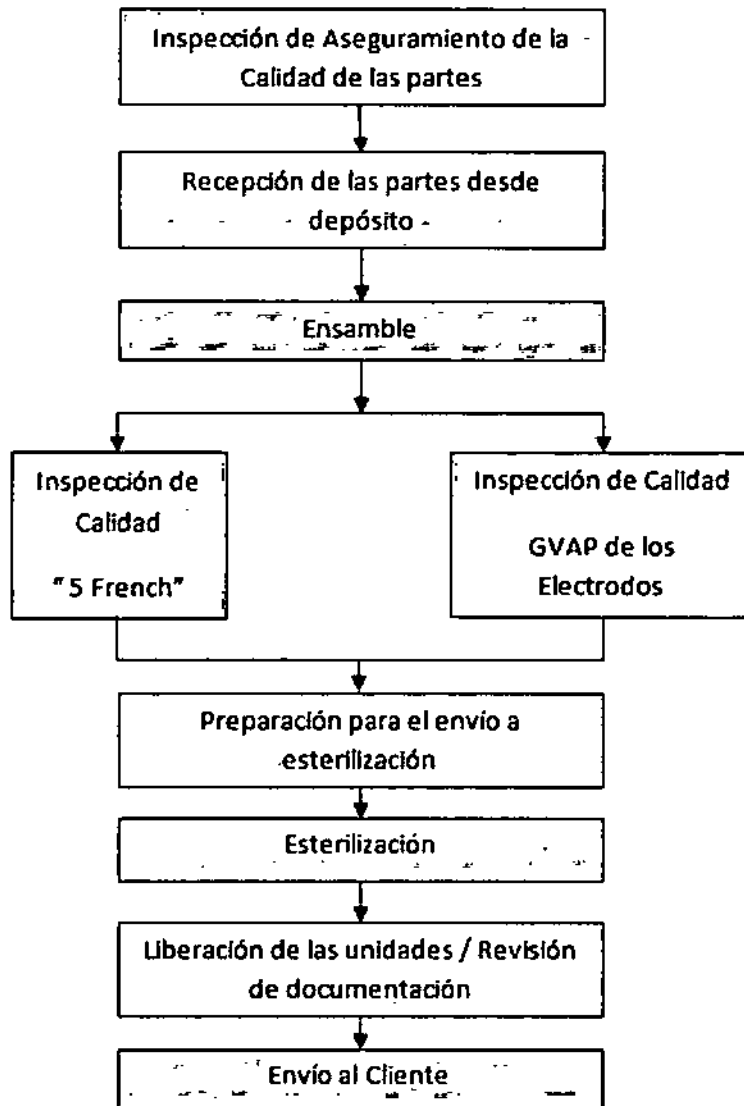 Inspección de Aseguramiento de la
Calidad de las partes
Recepción de las partes desde
depósito
Ensamble
Inspección de
Calidad
"5 French"
Inspección de Calidad
GVAP de los
Electrodos
Preparación para el envío a
esterilización
Esterilización
Liberación de las unidades / Revisión
de documentación
Envío al Cliente